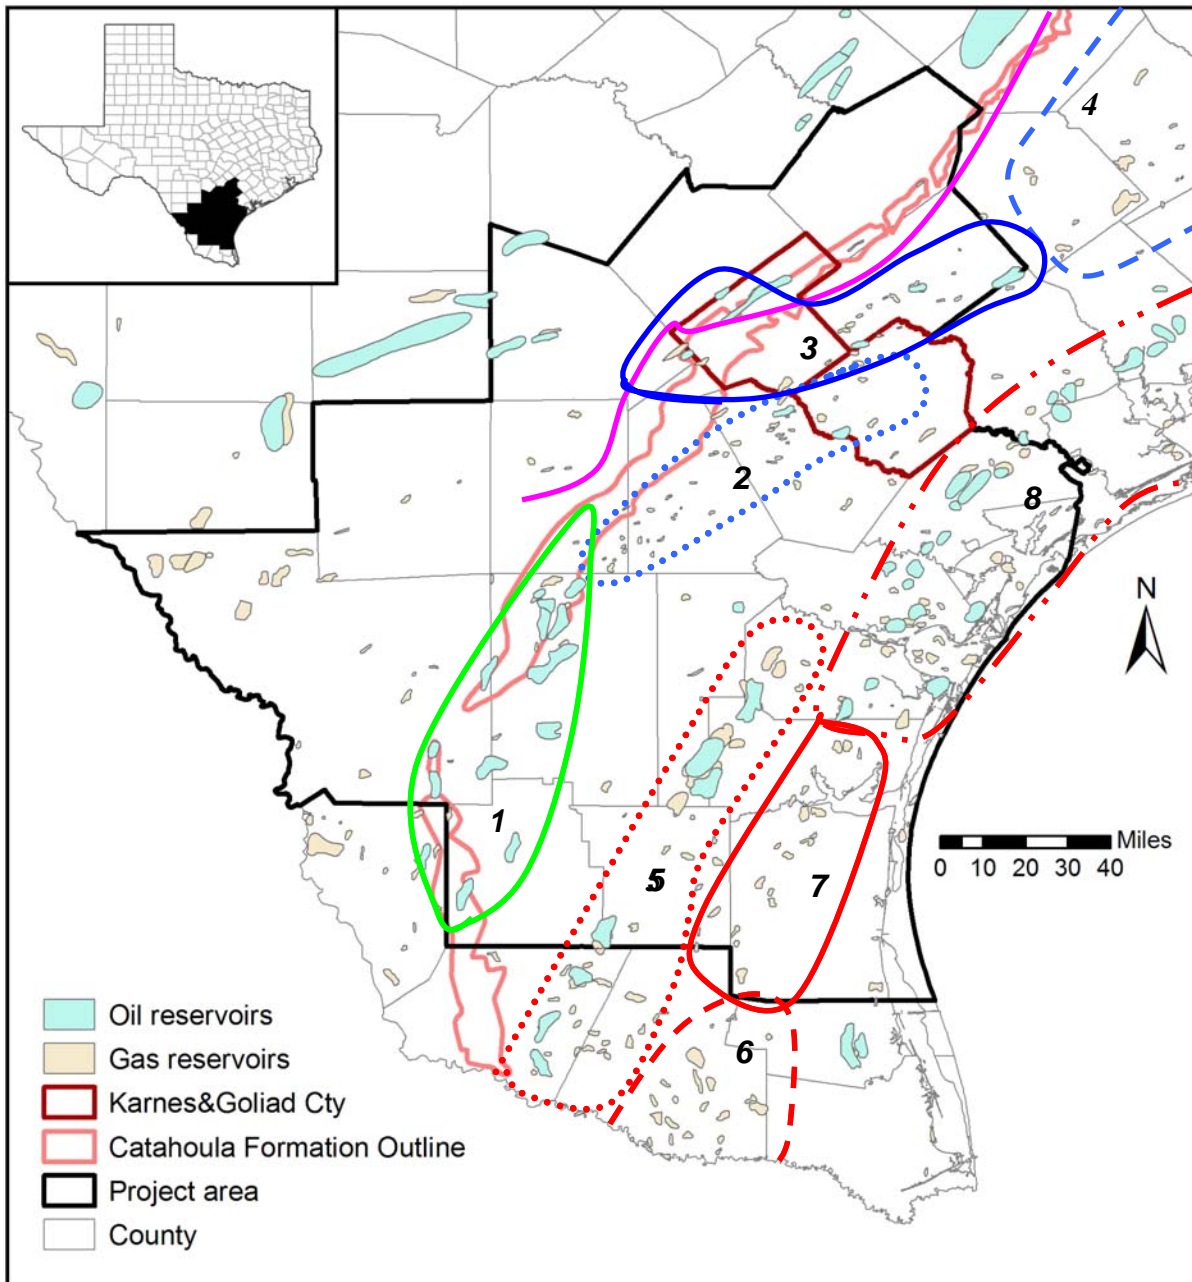 4
3
2
8
N
Miles
0 10 20 30 40
1
5
7
6
Oil reservoirs
Gas reservoirs
Karnes&Goliad Cty
Catahoula Formation Outline
Project area
County